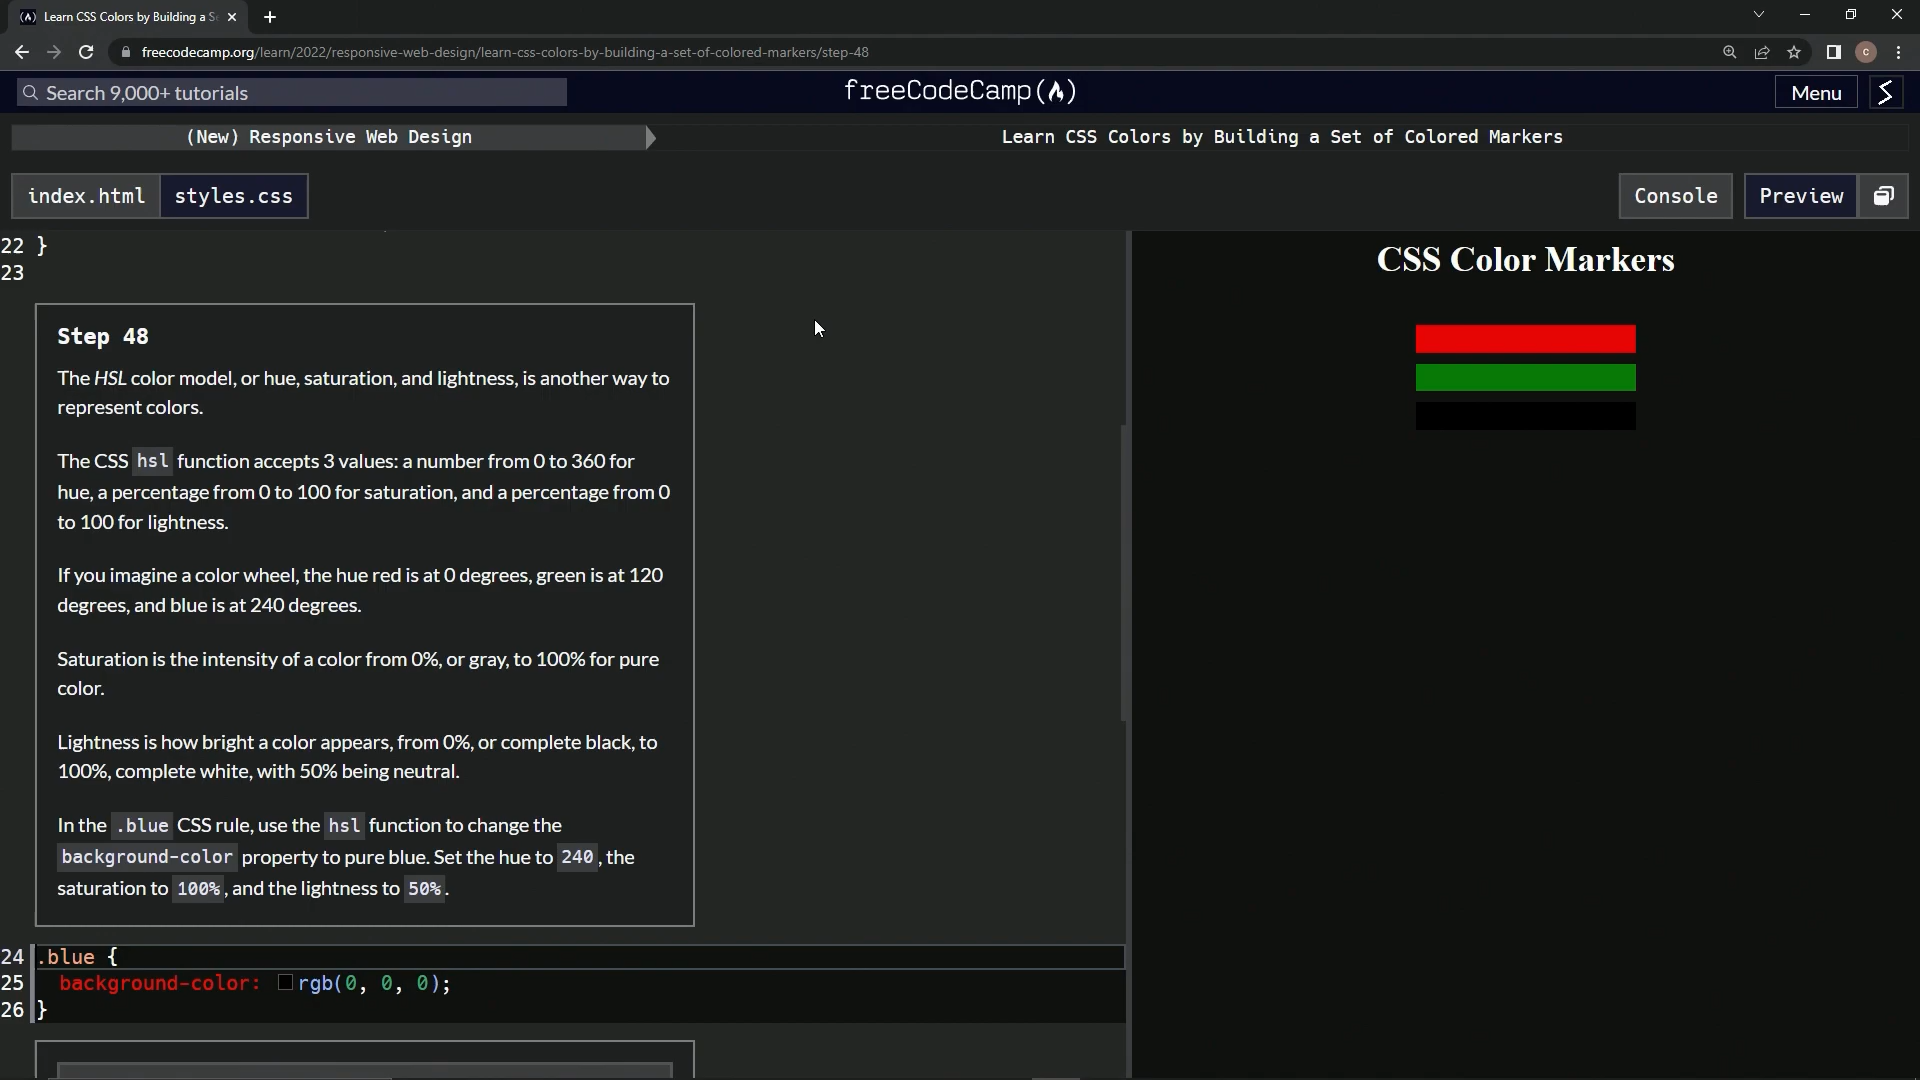 Learn CSS Colors by Building a S
freecodecamp.org/learn/2022/responsive-web-design/learn-css-colors-by-building-a-set-of-colored-markers/step-48
C
Search 9,000+ tutorials
freeCodeCamp
Menu
(New) Responsive Web Design
Learn CSS Colors by Building a Set of Colored Markers
index.html
styles.css
Console
Preview
22 }
23
Step 48
The HSL color model, or hue, saturation, and lightness, is another way to
represent colors.
The CSS hsl function accepts 3 values: a number from 0 to 360 for
hue, a percentage from 0 to 100 for saturation, and a percentage from 0
to 100 for lightness.
If you imagine a color wheel, the hue red is at 0 degrees, green is at 120
degrees, and blue is at 240 degrees.
Saturation is the intensity of a color from 0%, or gray, to 100% for pure
color.
Lightness is how bright a color appears, from 0%, or complete black, to
100%, complete white, with 50% being neutral.
In the .blue CSS rule, use the hsl function to change the
background-color property to pure blue. Set the hue to 240, the
saturation to 100%, and the lightness to 50%.
24 .blue {
25 background-color: rgb(0, 0, 0);
26 }
CSS Color Markers